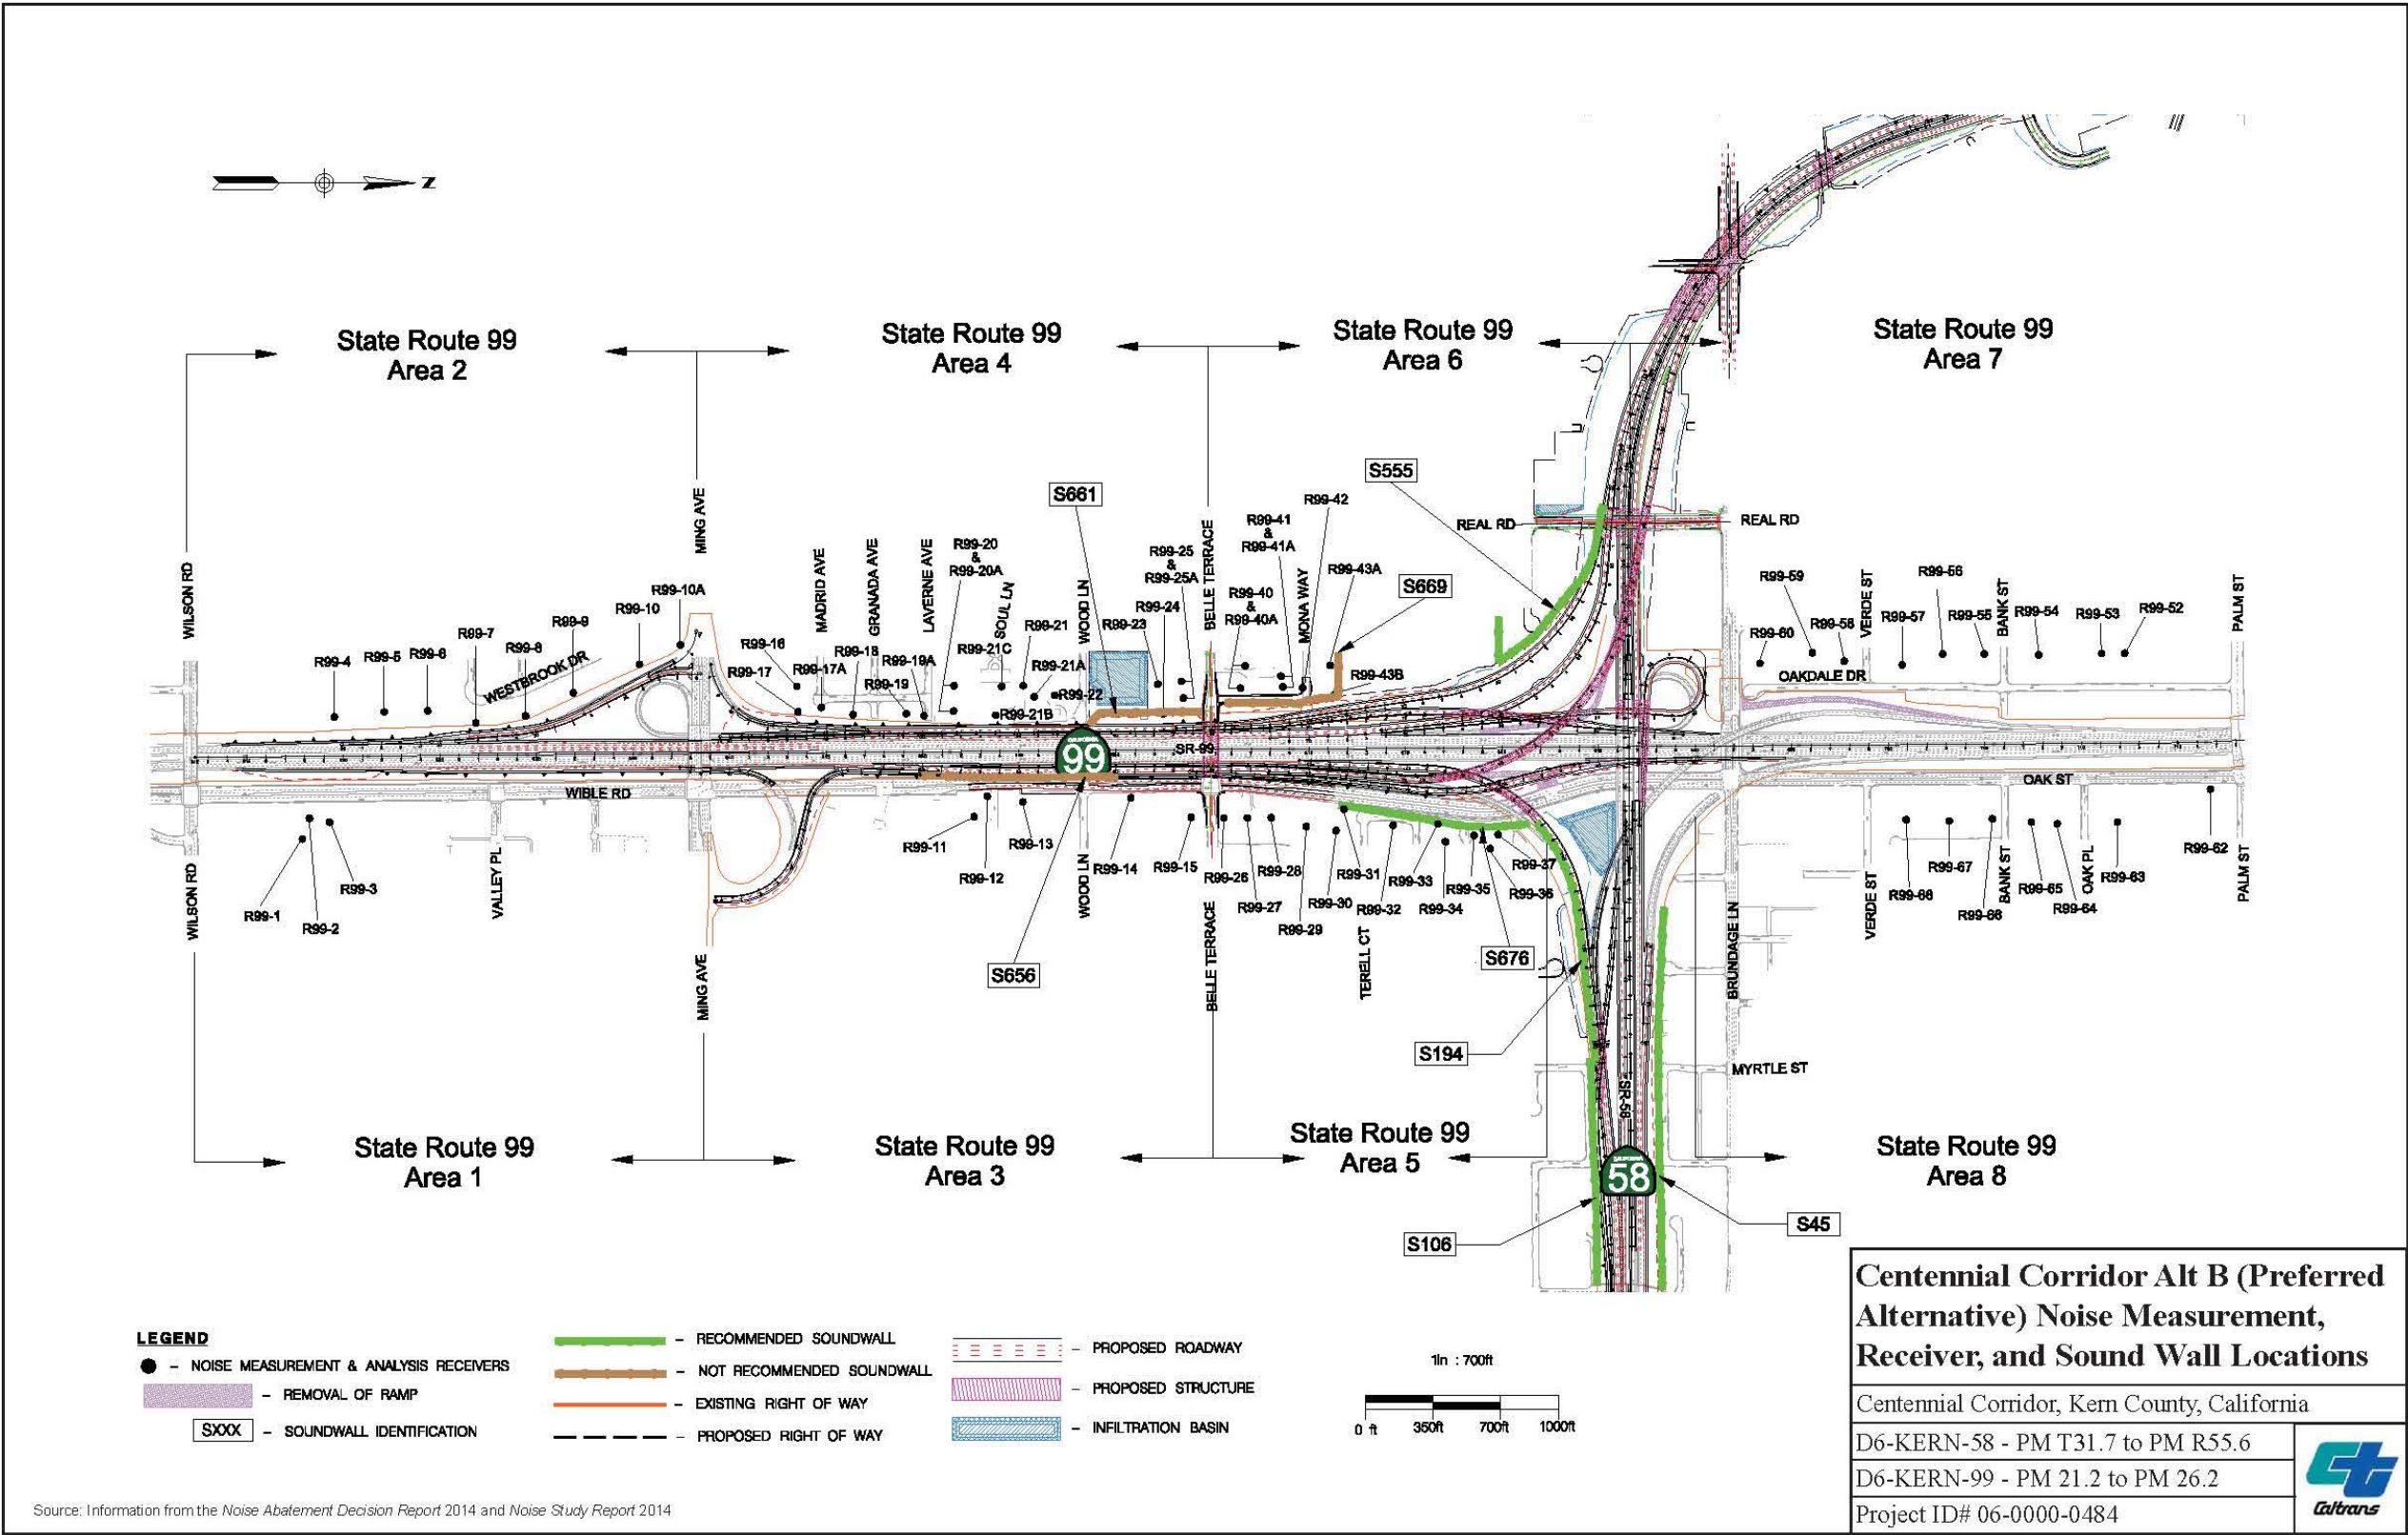 Z
State Route 99
Area 2
State Route 99
Area 4
State Route 99
Area 6
State Route 99
Area 7
WILSON RD
MING AVE
S661
S555
S669
REAL RD
REAL RD
R99-4
R99-5
R99-6
R99-7
R99-8
R99-9
R99-10
R99-10A
WESTBROOK DR
R99-16
R99-17
R99-17A
MADRID AVE
R99-18
GRANADA AVE
R99-19
R99-19A
LAVERNE AVE
R99-20
&
R99-20A
SOUL LN
R99-21C
R99-21
R99-21A
R99-22
R99-21B
WOOD LN
R99-23
R99-24
R99-25
&
R99-25A
BELLE TERRACE
R99-40
&
R99-40A
R99-41
&
R99-41A
R99-42
MONA WAY
R99-43A
R99-43B
R99-60
R99-59
R99-58
VERDE ST
R99-57
R99-56
R99-55
BANK ST
R99-54
R99-53
R99-52
PALM ST
OAKDALE DR
99
SR-99
WIBLE RD
OAK ST
WILSON RD
R99-1
R99-2
R99-3
VALLEY PL
MING AVE
R99-11
R99-12
R99-13
WOOD LN
R99-14
R99-15
BELLE TERRACE
R99-26
R99-27
R99-28
R99-29
R99-30
R99-31
TERELL CT
R99-32
R99-33
R99-34
R99-35
R99-36
R99-37
S656
S676
S194
BRUNDAGE LN
MYRTLE ST
VERDE ST
R99-67
BANK ST
R99-65
R99-64
OAK PL
R99-63
R99-62
PALM ST
SR-58
58
S106
S45
State Route 99
Area 1
State Route 99
Area 3
State Route 99
Area 5
State Route 99
Area 8
LEGEND
- NOISE MEASUREMENT & ANALYSIS RECEIVERS
- REMOVAL OF RAMP
SXXX - SOUNDWALL IDENTIFICATION
- RECOMMENDED SOUNDWALL
- NOT RECOMMENDED SOUNDWALL
- EXISTING RIGHT OF WAY
- PROPOSED RIGHT OF WAY
- PROPOSED ROADWAY
- PROPOSED STRUCTURE
- INFILTRATION BASIN
1in : 700ft
0 ft 350ft 700ft 1000ft
Centennial Corridor Alt B (Preferred
Alternative) Noise Measurement,
Receiver, and Sound Wall Locations
Centennial Corridor, Kern County, California
D6-KERN-58 - PM T31.7 to PM R55.6
D6-KERN-99 - PM 21.2 to PM 26.2
Project ID# 06-0000-0484
Caltrans
Source: Information from the Noise Abatement Decision Report 2014 and Noise Study Report 2014